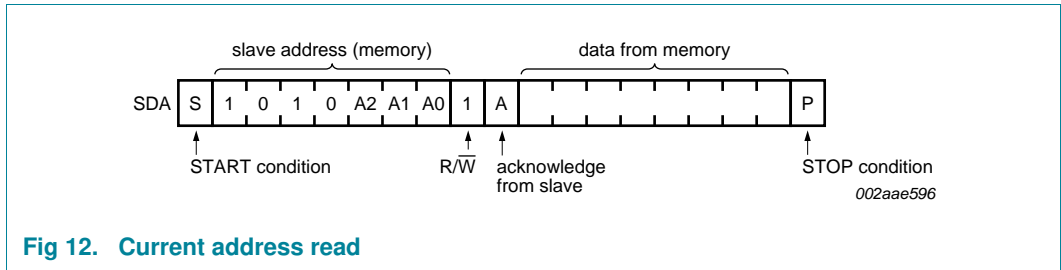 slave address (memory) data from memory
SDA S 1 0 1 0 A2 A1 A0 1 A P
START condition R/W̅ acknowledge from slave STOP condition
002aae596
Fig 12. Current address read